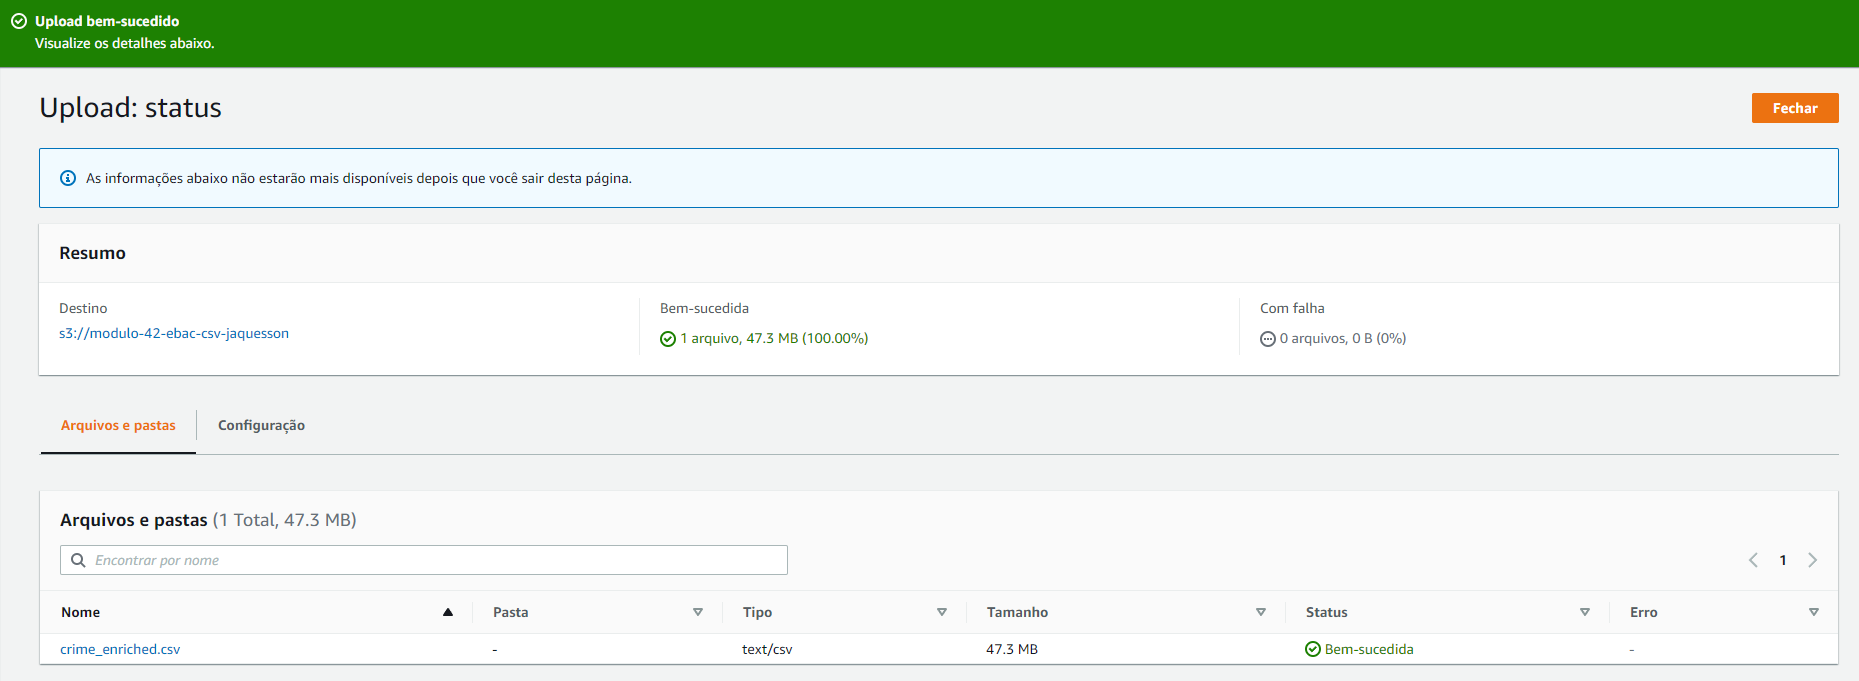 Upload bem-sucedido
Visualize os detalhes abaixo.
Upload: status
Fechar
As informações abaixo não estarão mais disponíveis depois que você sair desta página.
Resumo
Destino
s3://modulo-42-ebac-csv-jaquesson
Bem-sucedida
1 arquivo, 47.3 MB (100.00%)
Com falha
0 arquivos, 0 B (0%)
Arquivos e pastas
Configuração
Arquivos e pastas (1 Total, 47.3 MB)
Encontrar por nome
1
Nome Pasta Tipo Tamanho Status Erro
crime_enriched.csv - text/csv 47.3 MB Bem-sucedida -